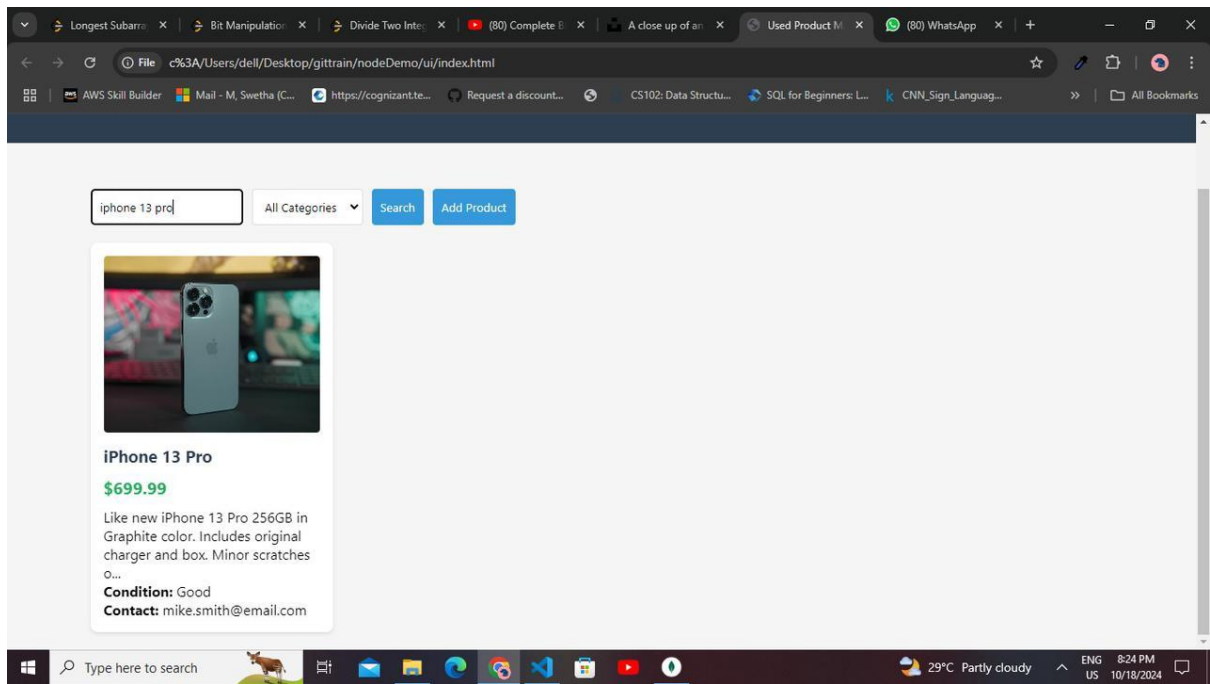 Longest Subarra
Bit Manipulation
Divide Two Integ
(80) Complete B
A close up of an
Used Product M
(80) WhatsApp
File c%3A/Users/dell/Desktop/gittrain/nodeDemo/ui/index.html
aws AWS Skill Builder
Mail - M, Swetha (C...
https://cognizant.te...
Request a discount...
CS102: Data Structu...
SQL for Beginners: L...
k CNN_Sign_Languag...
All Bookmarks
iphone 13 pro
All Categories
Search
Add Product
iPhone 13 Pro
$699.99
Like new iPhone 13 Pro 256GB in
Graphite color. Includes original
charger and box. Minor scratches
o...
Condition: Good
Contact: mike.smith@email.com
Type here to search
29°C Partly cloudy
ENG
US
8:24 PM
10/18/2024